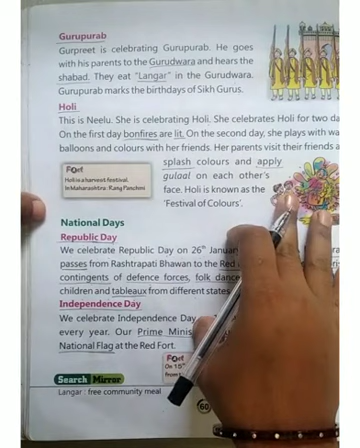 Gurupurab
Gurpreet is celebrating Gurupurab. He goes
with his parents to the Gurudwara and hears the
shabad. They eat "Langar" in the Gurudwara.
Gurupurab marks the birthdays of Sikh Gurus.
Holi
This is Neelu. She is celebrating Holi. She celebrates Holi for two
On the first day bonfires are lit. On the second day, she plays with
balloons and colours with her friends. Her parents visit their friends
splash colours and apply
gulaal on each other's
face. Holi is known as the
'Festival of Colours'.
Fact
Holi is a harvest festival.
In Maharashtra: Rang Panchmi
National Days
Republic Day
We celebrate Republic Day on 26th
passes from Rashtrapati Bhawan to the Red
contingents of defence forces, folk
children and tableaux from different states
Independence Day
We celebrate Independence
every year. Our Prime
National Flag at the Red Fort.
Fact
On 15
Search Mirror
Langar : free community meal
60